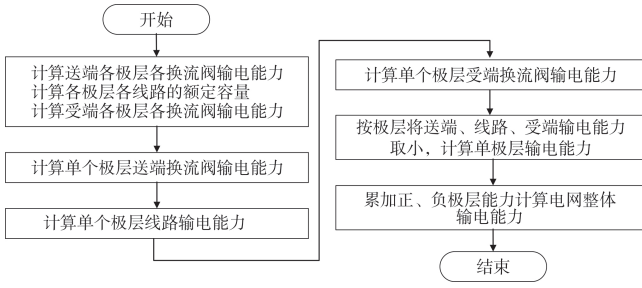 开始
计算送端各极层各换流阀输电能力
计算各极层各线路的额定容量
计算受端各极层各换流阀输电能力
计算单个极层送端换流阀输电能力
计算单个极层线路输电能力
计算单个极层受端换流阀输电能力
按极层将送端、线路、受端输电能力
取小，计算单极层输电能力
累加正、负极层能力计算电网整体
输电能力
结束